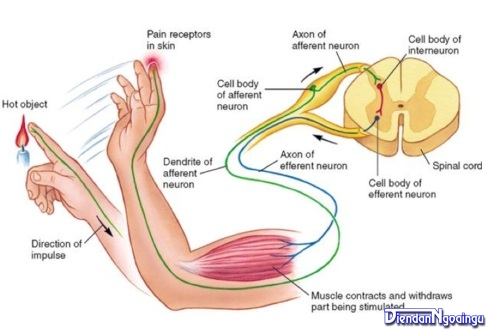 Pain receptors
in skin
Axon of
afferent neuron
Cell body of
interneuron
Hot object
Cell body
of afferent
neuron
Dendrite of
afferent
neuron
Axon of
efferent neuron
Spinal cord
Cell body of
efferent neuron
Direction of
impulse
Muscle contracts and withdraws
part being stimulated
DiendanNgoaingu